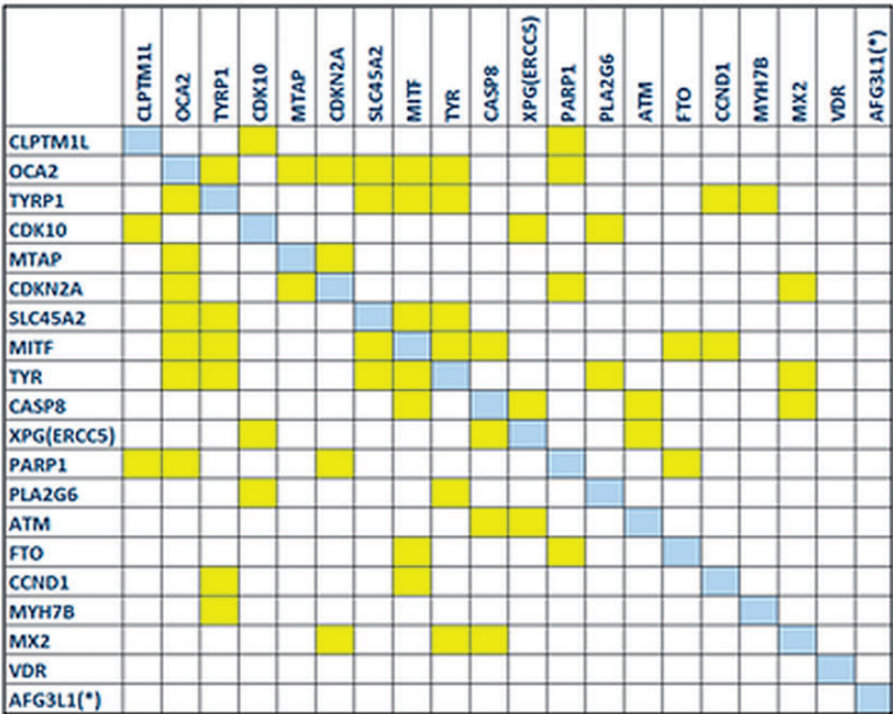 CLPTM1L
OCA2
TYRP1
CDK10
MTAP
CDKN2A
SLC45A2
MITF
TYR
CASP8
XPG(ERCC5)
PARP1
PLA2G6
ATM
FTO
CCND1
MYH7B
MX2
VDR
AFG3L1(*)
CLPTM1L
OCA2
TYRP1
CDK10
MTAP
CDKN2A
SLC45A2
MITF
TYR
CASP8
XPG(ERCC5)
PARP1
PLA2G6
ATM
FTO
CCND1
MYH7B
MX2
VDR
AFG3L1(*)